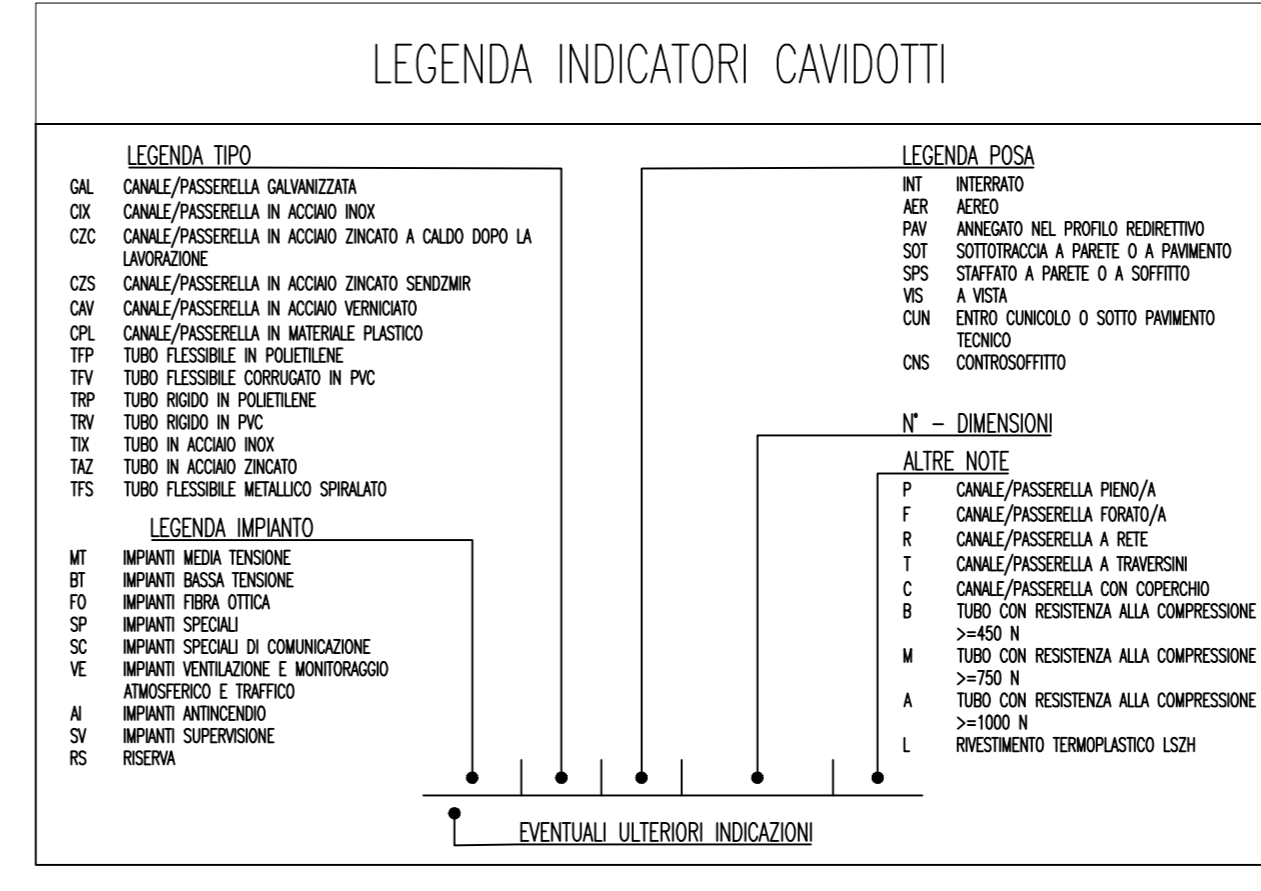 LEGENDA INDICATORI CAVIDOTTI
LEGENDA TIPO
GAL CANALE/PASSERELLA GALVANIZZATA
CIX CANALE/PASSERELLA IN ACCIAIO INOX
CZC CANALE/PASSERELLA IN ACCIAIO ZINCATO A CALDO DOPO LA
LAVORAZIONE
CZS CANALE/PASSERELLA IN ACCIAIO ZINCATO SENDZMIR
CAV CANALE/PASSERELLA IN ACCIAIO VERNICIATO
CPL CANALE/PASSERELLA IN MATERIALE PLASTICO
TFP TUBO FLESSIBILE IN POLIETILENE
TFV TUBO FLESSIBILE CORRUGATO IN PVC
TRP TUBO RIGIDO IN POLIETILENE
TRV TUBO RIGIDO IN PVC
TIX TUBO IN ACCIAIO INOX
TAZ TUBO IN ACCIAIO ZINCATO
TFS TUBO FLESSIBILE METALLICO SPIRALATO
LEGENDA IMPIANTO
MT IMPIANTI MEDIA TENSIONE
BT IMPIANTI BASSA TENSIONE
FO IMPIANTI FIBRA OTTICA
SP IMPIANTI SPECIALI
SC IMPIANTI SPECIALI DI COMUNICAZIONE
VE IMPIANTI VENTILAZIONE E MONITORAGGIO
ATMOSFERICO E TRAFFICO
AI IMPIANTI ANTINCENDIO
SV IMPIANTI SUPERVISIONE
RS RISERVA
LEGENDA POSA
INT INTERRATO
AER AEREO
PAV ANNEGATO NEL PROFILO REDIRETTIVO
SOT SOTTOTRACCIA A PARETE O A PAVIMENTO
SPS STAFFATO A PARETE O A SOFFITTO
VIS A VISTA
CUN ENTRO CUNICOLO O SOTTO PAVIMENTO
TECNICO
CNS CONTROSOFFITTO
N° - DIMENSIONI
ALTRE NOTE
P CANALE/PASSERELLA PIENO/A
F CANALE/PASSERELLA FORATO/A
R CANALE/PASSERELLA A RETE
T CANALE/PASSERELLA A TRAVERSINI
C CANALE/PASSERELLA CON COPERCHIO
B TUBO CON RESISTENZA ALLA COMPRESSIONE
>=450 N
M TUBO CON RESISTENZA ALLA COMPRESSIONE
>=750 N
A TUBO CON RESISTENZA ALLA COMPRESSIONE
>=1000 N
L RIVESTIMENTO TERMOPLASTICO LSZH
EVENTUALI ULTERIORI INDICAZIONI